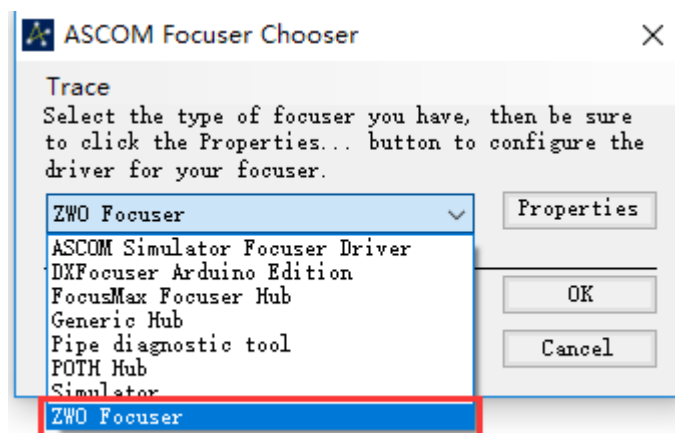 ASCOM Focuser Chooser
Trace
Select the type of focuser you have, then be sure
to click the Properties... button to configure the
driver for your focuser.
ZWO Focuser
Properties
ASCOM Simulator Focuser Driver
DXFocuser Arduino Edition
FocusMax Focuser Hub
Generic Hub
Pipe diagnostic tool
POTH Hub
Simulator
ZWO Focuser
OK
Cancel